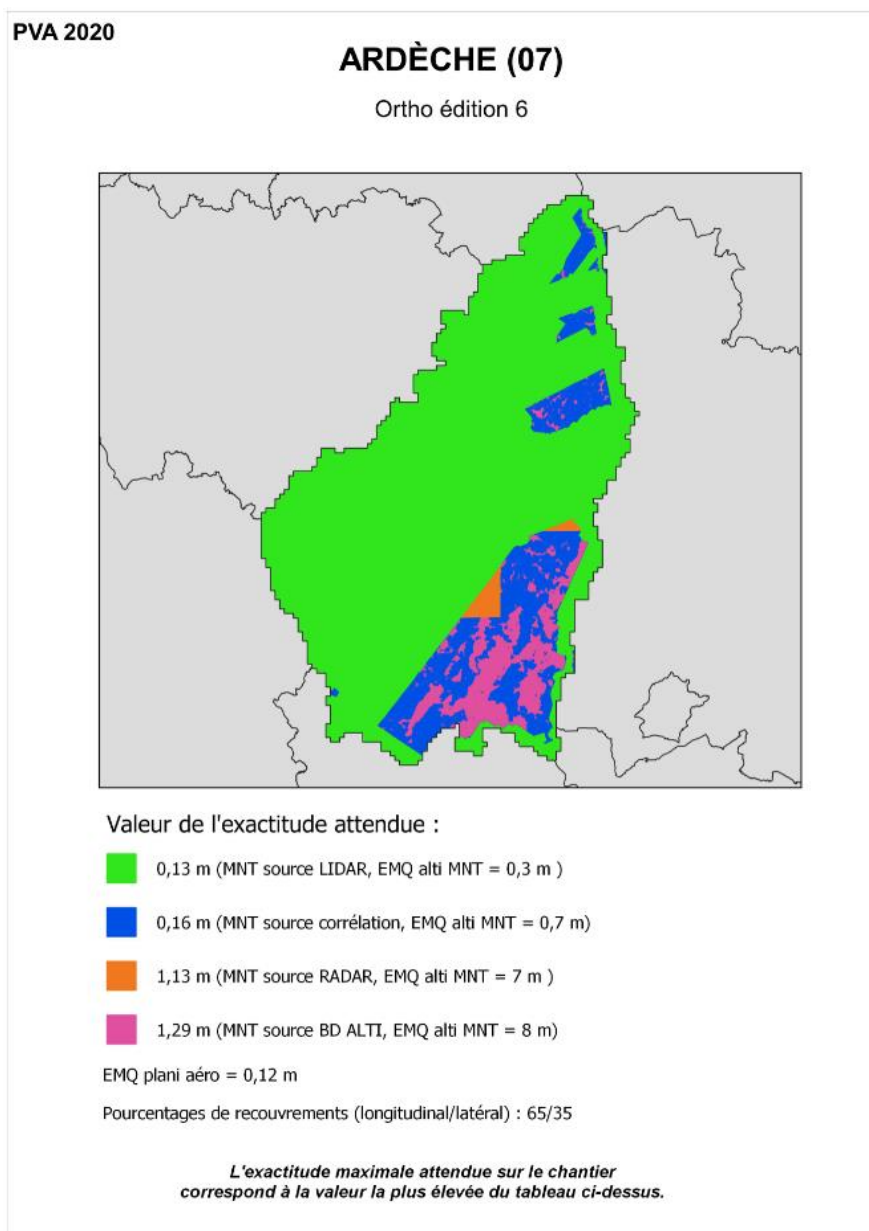 PVA 2020
ARDÈCHE (07)
Ortho édition 6
Valeur de l'exactitude attendue :
0,13 m (MNT source LIDAR, EMQ alti MNT = 0,3 m )
0,16 m (MNT source corrélation, EMQ alti MNT = 0,7 m)
1,13 m (MNT source RADAR, EMQ alti MNT = 7 m )
1,29 m (MNT source BD ALTI, EMQ alti MNT = 8 m)
EMQ plani aéro = 0,12 m
Pourcentages de recouvrements (longitudinal/latéral) : 65/35
L'exactitude maximale attendue sur le chantier
correspond à la valeur la plus élevée du tableau ci-dessus.